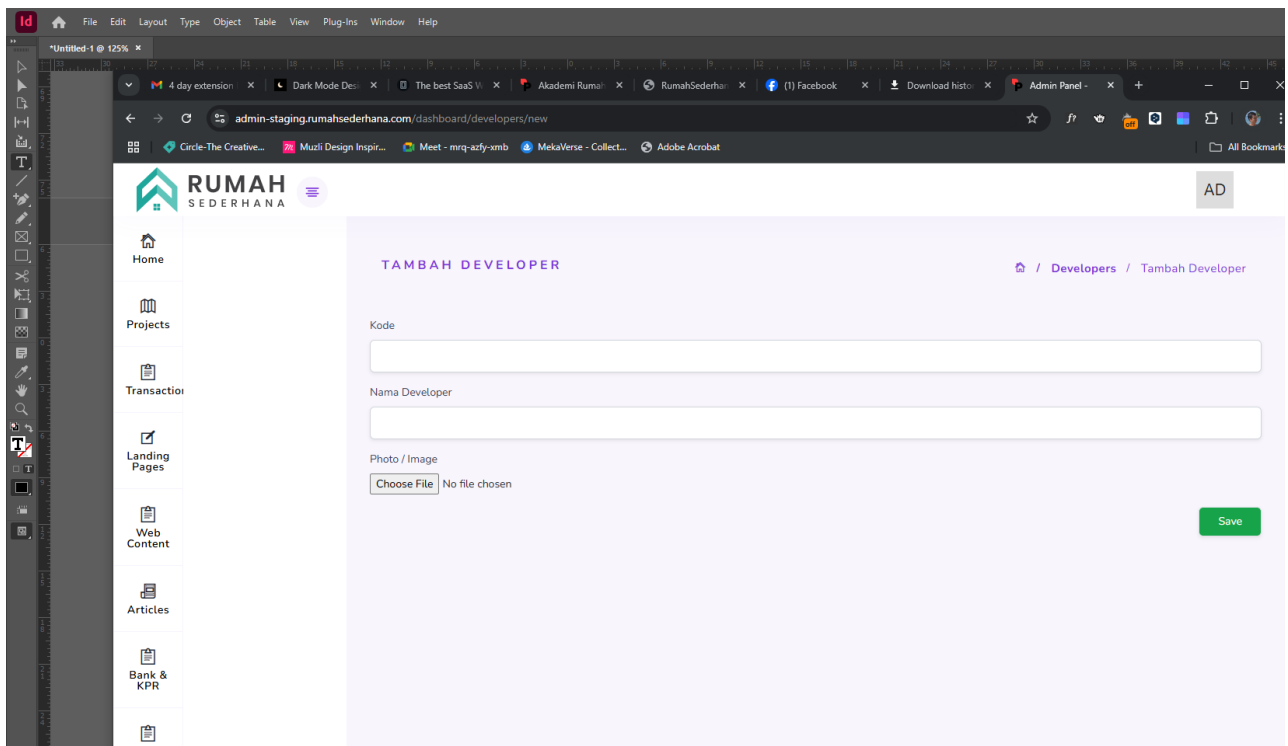 Id File Edit Layout Type Object Table View Plug-Ins Window Help
*Untitled-1 @ 125% ×
4 day extension Dark Mode Des The best SaaS W Akademi Rumah RumahSederhan (1) Facebook Download histo Admin Panel -
admin-staging.rumahsederhana.com/dashboard/developers/new
f? off
Circle-The Creative... Muzli Design Inspir... Meet - mrq-azfy-xmb MekaVerse - Collect... Adobe Acrobat All Bookmarks
RUMAH
SEDERHANA
AD
Home
TAMBAH DEVELOPER
/ Developers / Tambah Developer
Projects
Kode
Transaction
Nama Developer
Landing
Pages
Photo / Image
Choose File No file chosen
Save
Web
Content
Articles
Bank &
KPR